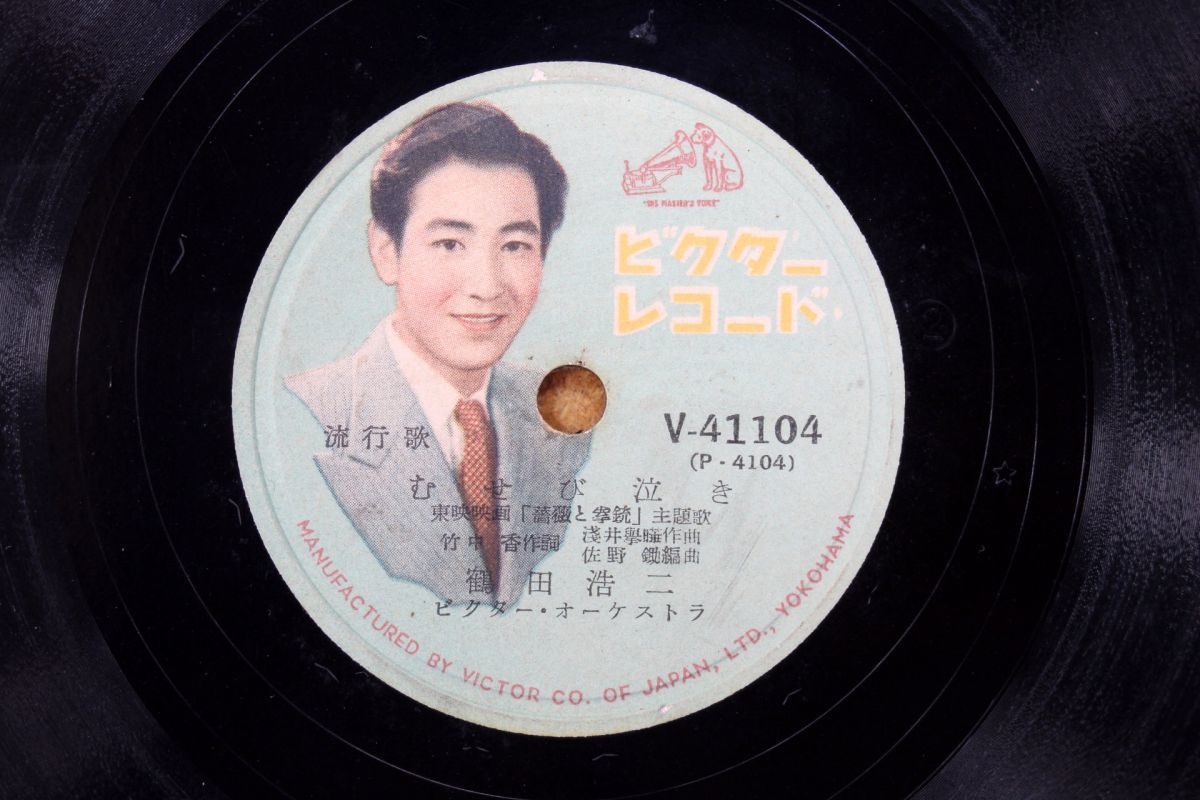 "HIS MASTER'S VOICE"
ビクター
レコード
V-41104
(P・4104)
流行歌
むせび泣き
東映映画「薔薇と拳銃」主題歌
竹中 香作詞 淺井擧曄作曲
佐野 鋤編曲
鶴田浩二
ビクター・オーケストラ
MANUFACTURED BY VICTOR CO. OF JAPAN, LTD., YOKOHAMA